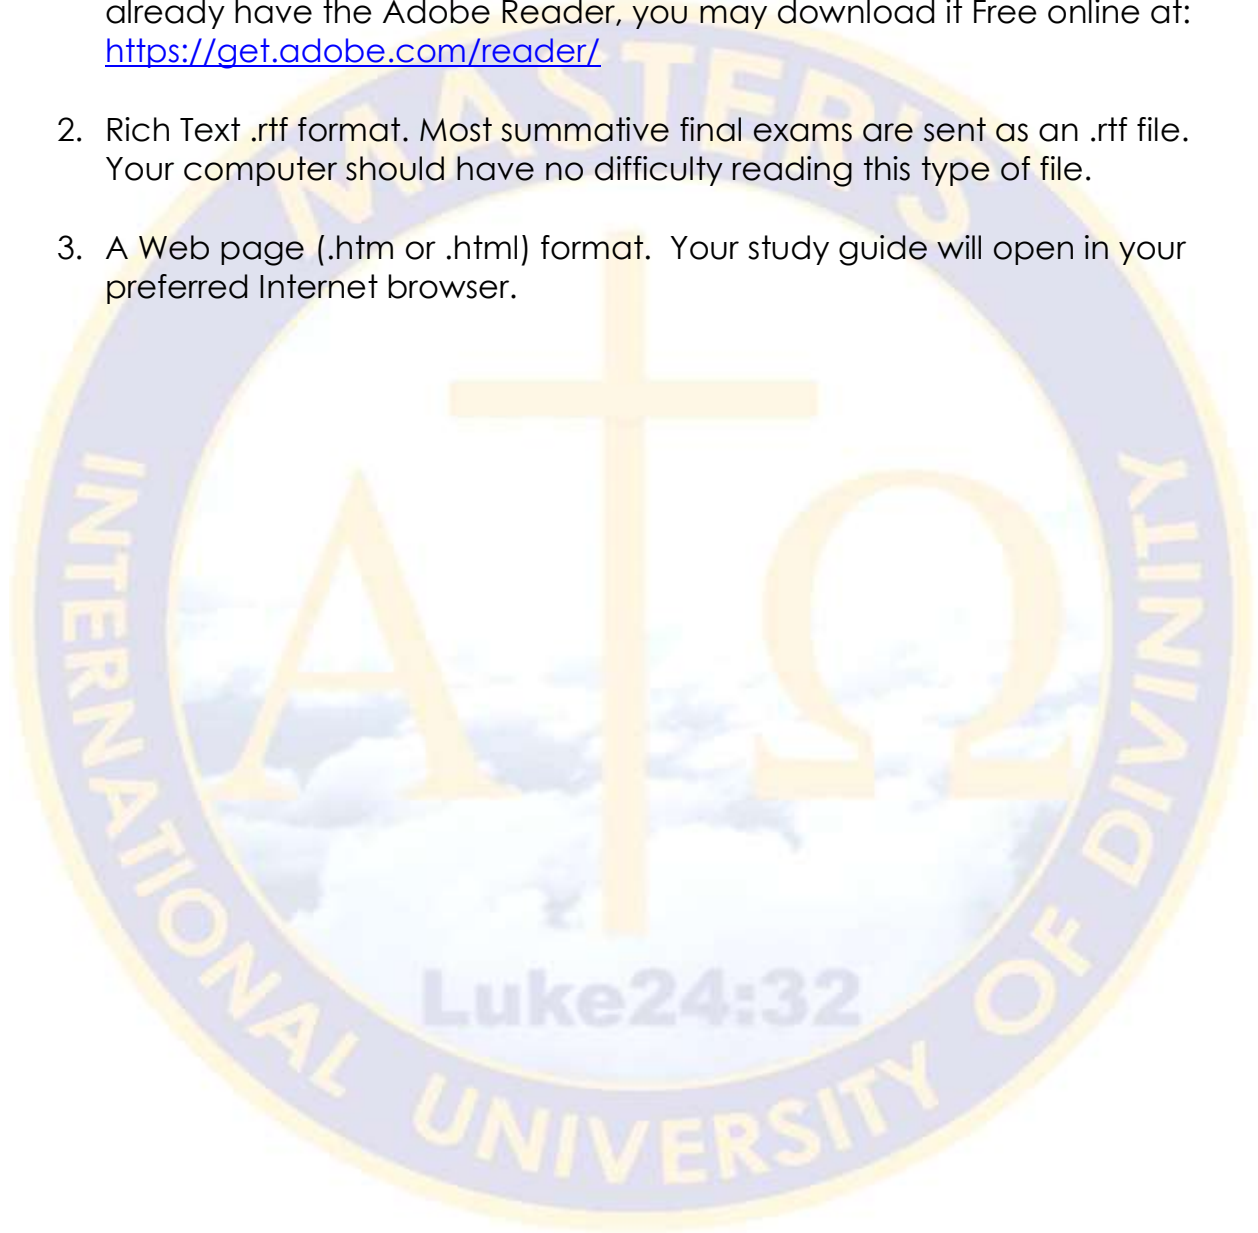 already have the Adobe Reader, you may download it Free online at:
https://get.adobe.com/reader/
2. Rich Text .rtf format. Most summative final exams are sent as an .rtf file.
Your computer should have no difficulty reading this type of file.
3. A Web page (.htm or .html) format.  Your study guide will open in your
preferred Internet browser.
MASTER'S
INTERNATIONAL UNIVERSITY OF DIVINITY
Α Ω
Luke24:32